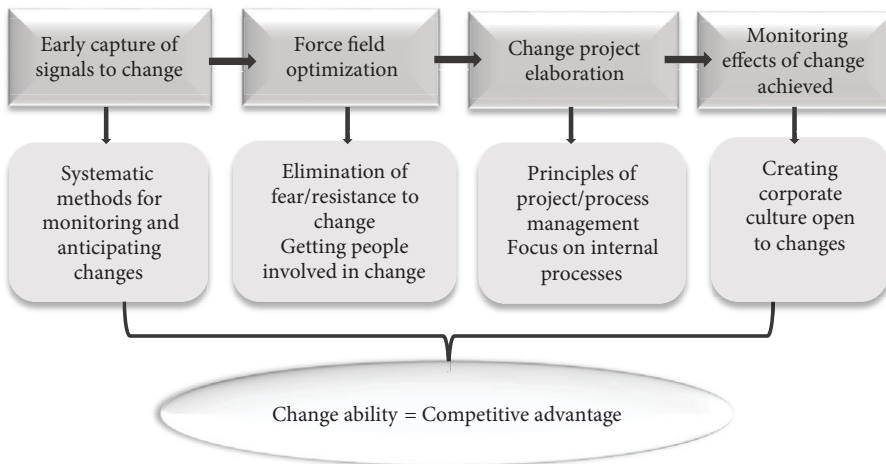 Early capture of
signals to change
Force field
optimization
Change project
elaboration
Monitoring
effects of change
achieved
Systematic
methods for
monitoring and
anticipating
changes
Elimination of
fear/resistance to
change
Getting people
involved in change
Principles of
project/process
management
Focus on internal
processes
Creating
corporate
culture open
to changes
Change ability = Competitive advantage